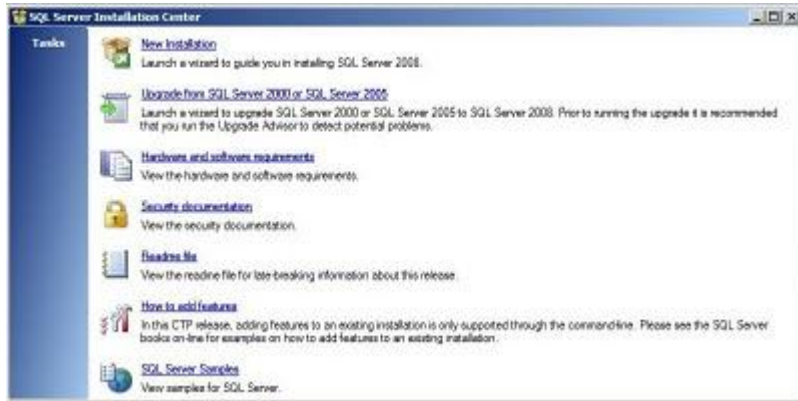 SQL Server Installation Center
Tasks
New Installation
Launch a wizard to guide you in installing SQL Server 2008.
Upgrade from SQL Server 2000 or SQL Server 2005
Launch a wizard to upgrade SQL Server 2000 or SQL Server 2005 to SQL Server 2008. Prior to running the upgrade it is recommended
that you run the Upgrade Advisor to detect potential problems.
Hardware and software requirements
View the hardware and software requirements.
Security documentation
View the security documentation.
Readme file
View the readme file for late-breaking information about this release.
How to add features
In this CTP release, adding features to an existing installation is only supported through the command-line. Please see the SQL Server
books on-line for examples on how to add features to an existing installation.
SQL Server Samples
View samples for SQL Server.